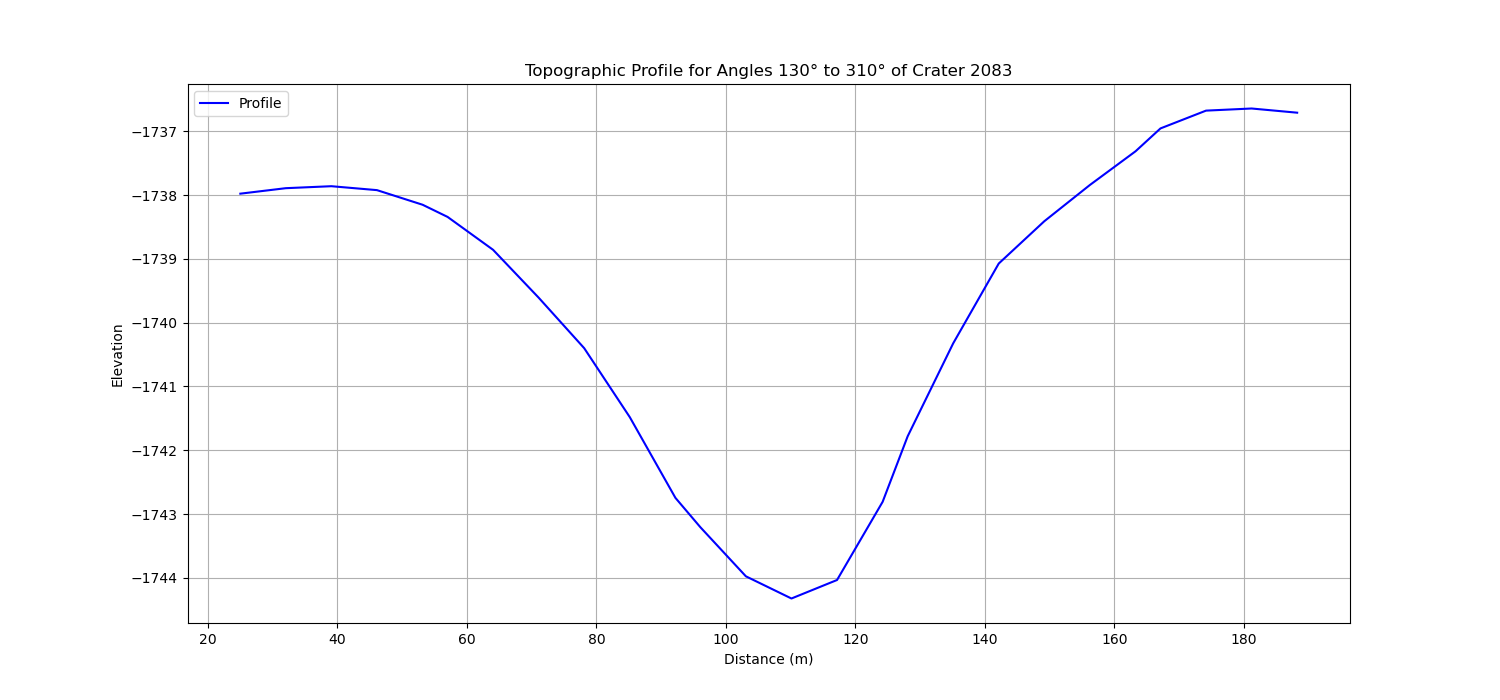 Topographic Profile for Angles 130° to 310° of Crater 2083
Profile
−1737
−1738
−1739
−1740
−1741
−1742
−1743
−1744
Elevation
20 40 60 80 100 120 140 160 180
Distance (m)